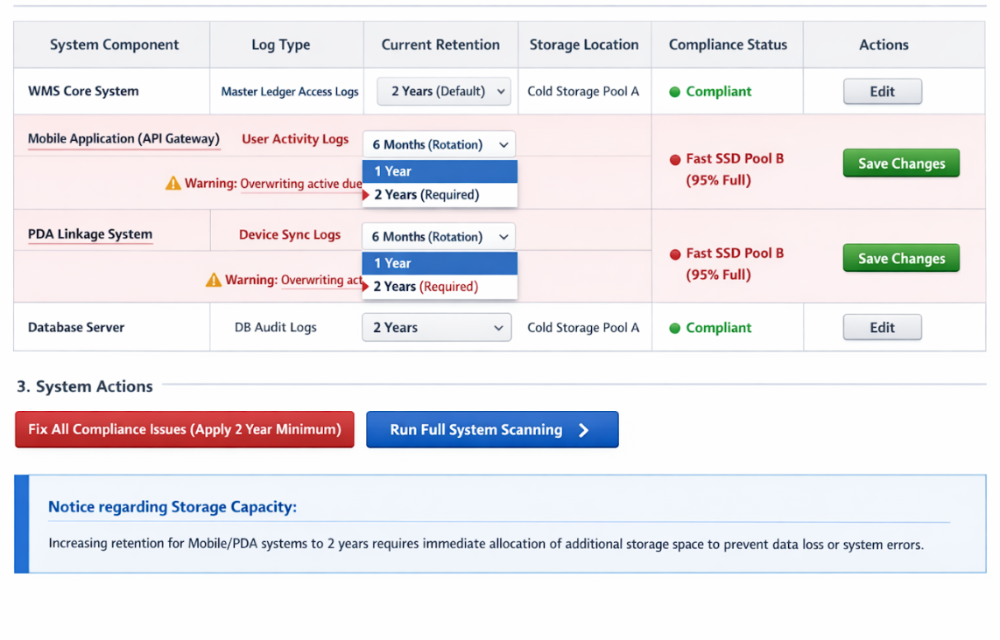 System Component Log Type Current Retention Storage Location Compliance Status Actions
WMS Core System Master Ledger Access Logs 2 Years (Default) Cold Storage Pool A Compliant Edit
Mobile Application (API Gateway) User Activity Logs 6 Months (Rotation)
Fast SSD Pool B
(95% Full)
Save Changes
1 Year
Warning: Overwriting active due
2 Years (Required)
PDA Linkage System Device Sync Logs 6 Months (Rotation)
Fast SSD Pool B
(95% Full)
Save Changes
1 Year
Warning: Overwriting act
2 Years (Required)
Database Server DB Audit Logs 2 Years Cold Storage Pool A Compliant Edit
3. System Actions
Fix All Compliance Issues (Apply 2 Year Minimum) Run Full System Scanning
Notice regarding Storage Capacity:
Increasing retention for Mobile/PDA systems to 2 years requires immediate allocation of additional storage space to prevent data loss or system errors.